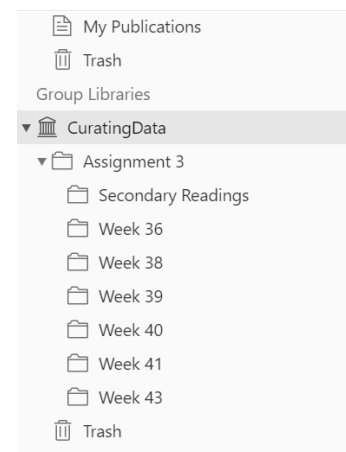 My Publications
Trash
Group Libraries
CuratingData
Assignment 3
Secondary Readings
Week 36
Week 38
Week 39
Week 40
Week 41
Week 43
Trash